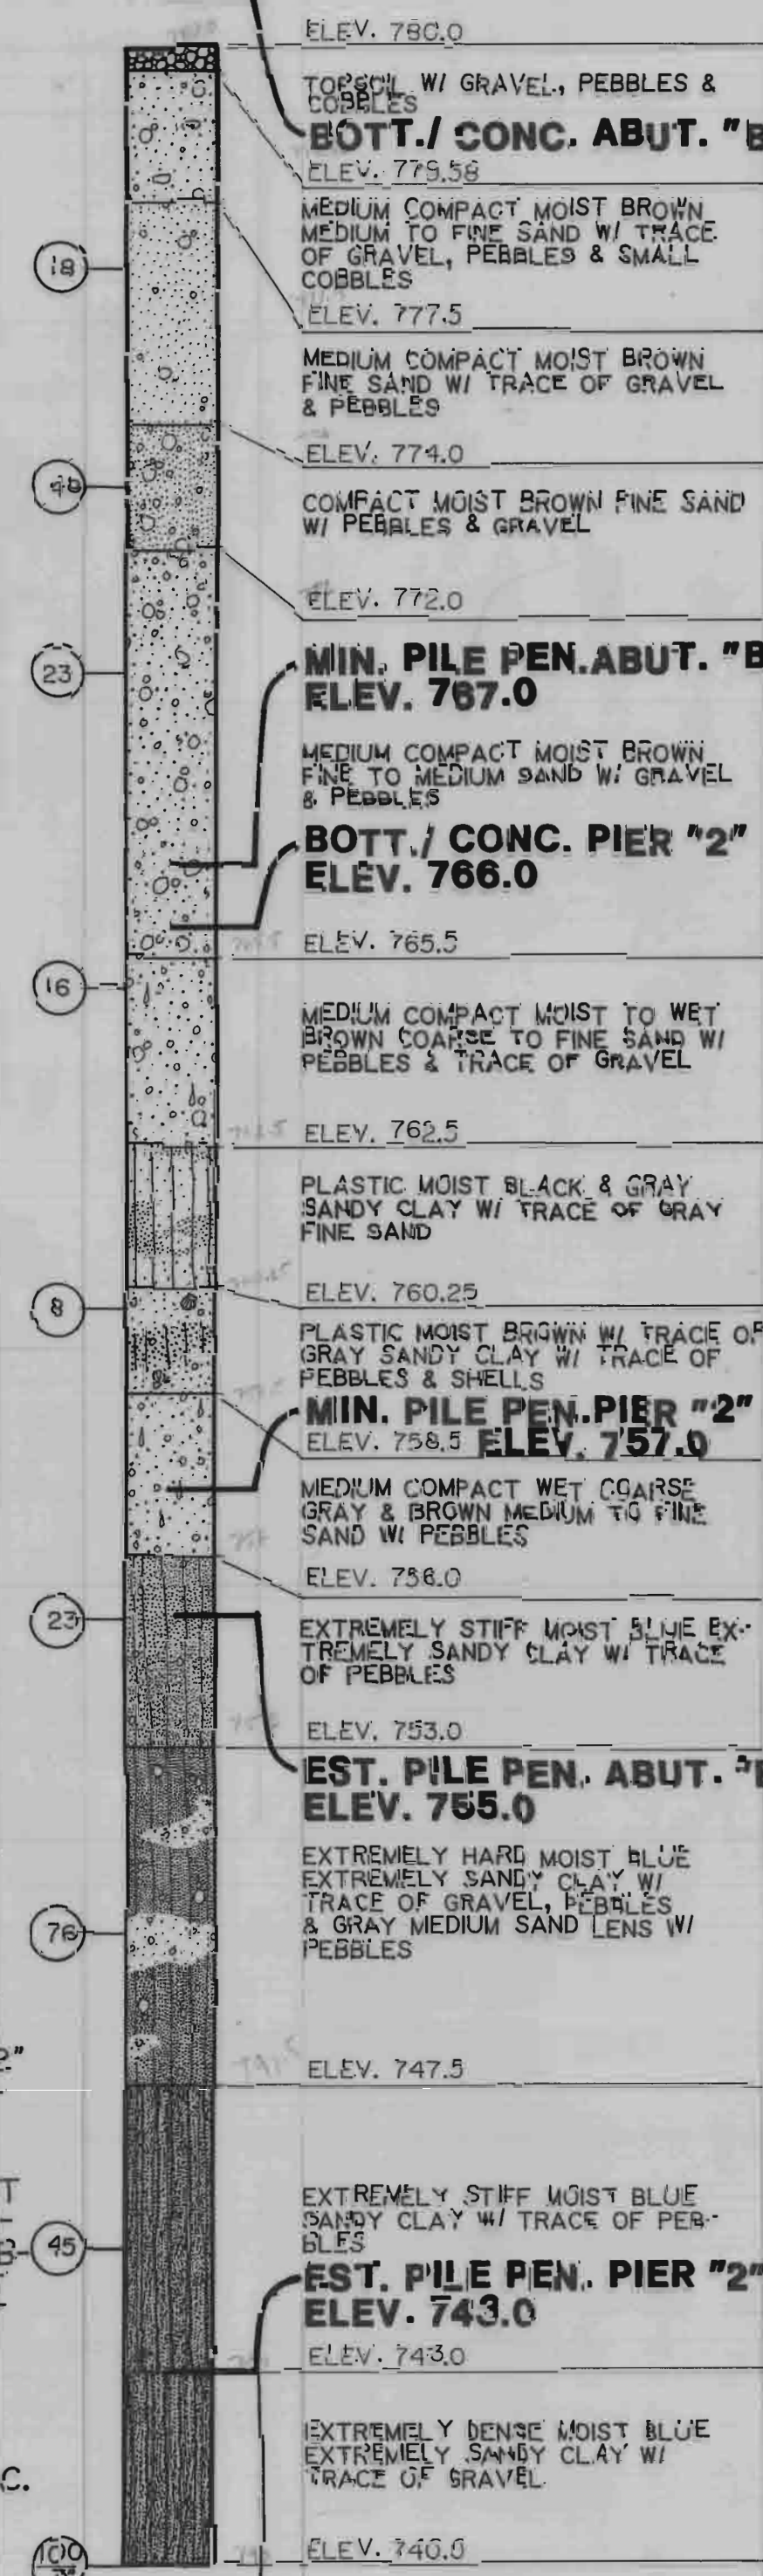 ELEV. 780.0
TOPSOIL W/ GRAVEL, PEBBLES &
COBBLES
BOTT./ CONC. ABUT. "B
ELEV. 779.58
MEDIUM COMPACT MOIST BROWN
MEDIUM TO FINE SAND W/ TRACE
OF GRAVEL, PEBBLES & SMALL
COBBLES
18
ELEV. 777.5
MEDIUM COMPACT MOIST BROWN
FINE SAND W/ TRACE OF GRAVEL
& PEBBLES
ELEV. 774.0
COMPACT MOIST BROWN FINE SAND
W/ PEBBLES & GRAVEL
ELEV. 772.0
23
MIN. PILE PEN. ABUT. "B
ELEV. 767.0
MEDIUM COMPACT MOIST BROWN
FINE TO MEDIUM SAND W/ GRAVEL
& PEBBLES
BOTT./ CONC. PIER "2"
ELEV. 766.0
ELEV. 765.5
16
MEDIUM COMPACT MOIST TO WET
BROWN COARSE TO FINE SAND W/
PEBBLES & TRACE OF GRAVEL
ELEV. 762.5
PLASTIC MOIST BLACK & GRAY
SANDY CLAY W/ TRACE OF GRAY
FINE SAND
ELEV. 760.25
8
PLASTIC MOIST BROWN W/ TRACE OF
GRAY SANDY CLAY W/ TRACE OF
PEBBLES & SHELLS
MIN. PILE PEN. PIER "2"
ELEV. 758.5 ELEV. 757.0
MEDIUM COMPACT WET COARSE
GRAY & BROWN MEDIUM TO FINE
SAND W/ PEBBLES
ELEV. 756.0
23
EXTREMELY STIFF MOIST BLUE EX-
TREMELY SANDY CLAY W/ TRACE
OF PEBBLES
ELEV. 753.0
EST. PILE PEN. ABUT. "B
ELEV. 755.0
EXTREMELY HARD MOIST BLUE
EXTREMELY SANDY CLAY W/
TRACE OF GRAVEL, PEBBLES
& GRAY MEDIUM SAND LENS W/
PEBBLES
76
ELEV. 747.5
EXTREMELY STIFF MOIST BLUE
SANDY CLAY W/ TRACE OF PEB-
BLES
45
EST. PILE PEN. PIER "2"
ELEV. 743.0
ELEV. 743.0
EXTREMELY DENSE MOIST BLUE
EXTREMELY SANDY CLAY W/
TRACE OF GRAVEL
C.
100
ELEV. 740.0